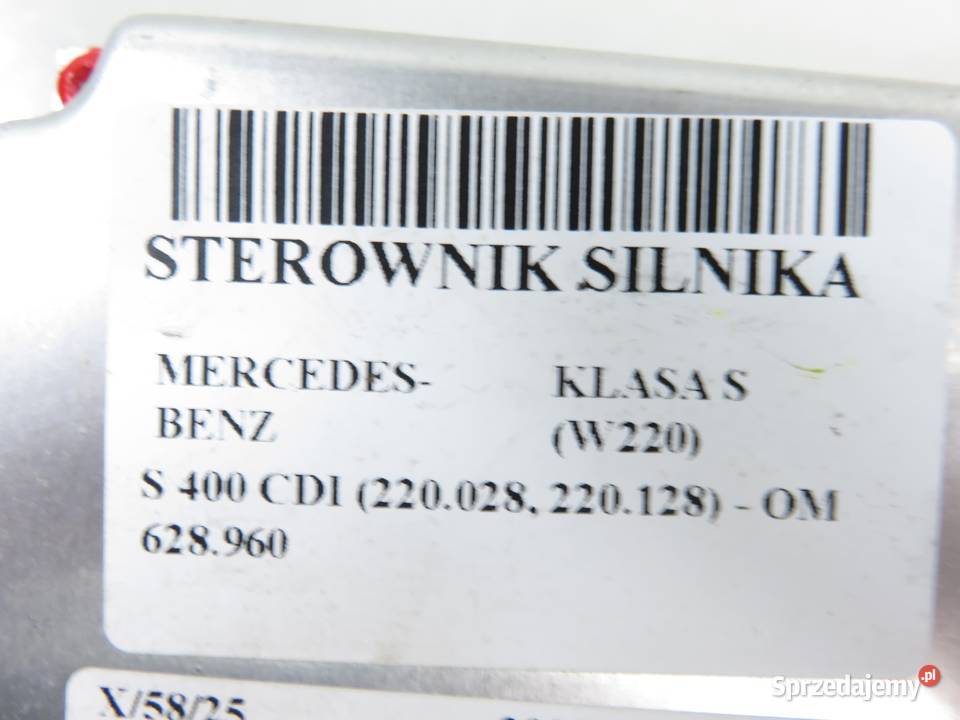 STEROWNIK SILNIKA
MERCEDES- KLASA S
BENZ (W220)
S 400 CDI (220.028, 220.128) - OM
628.960
X/58/25
Sprzedajemy.pl